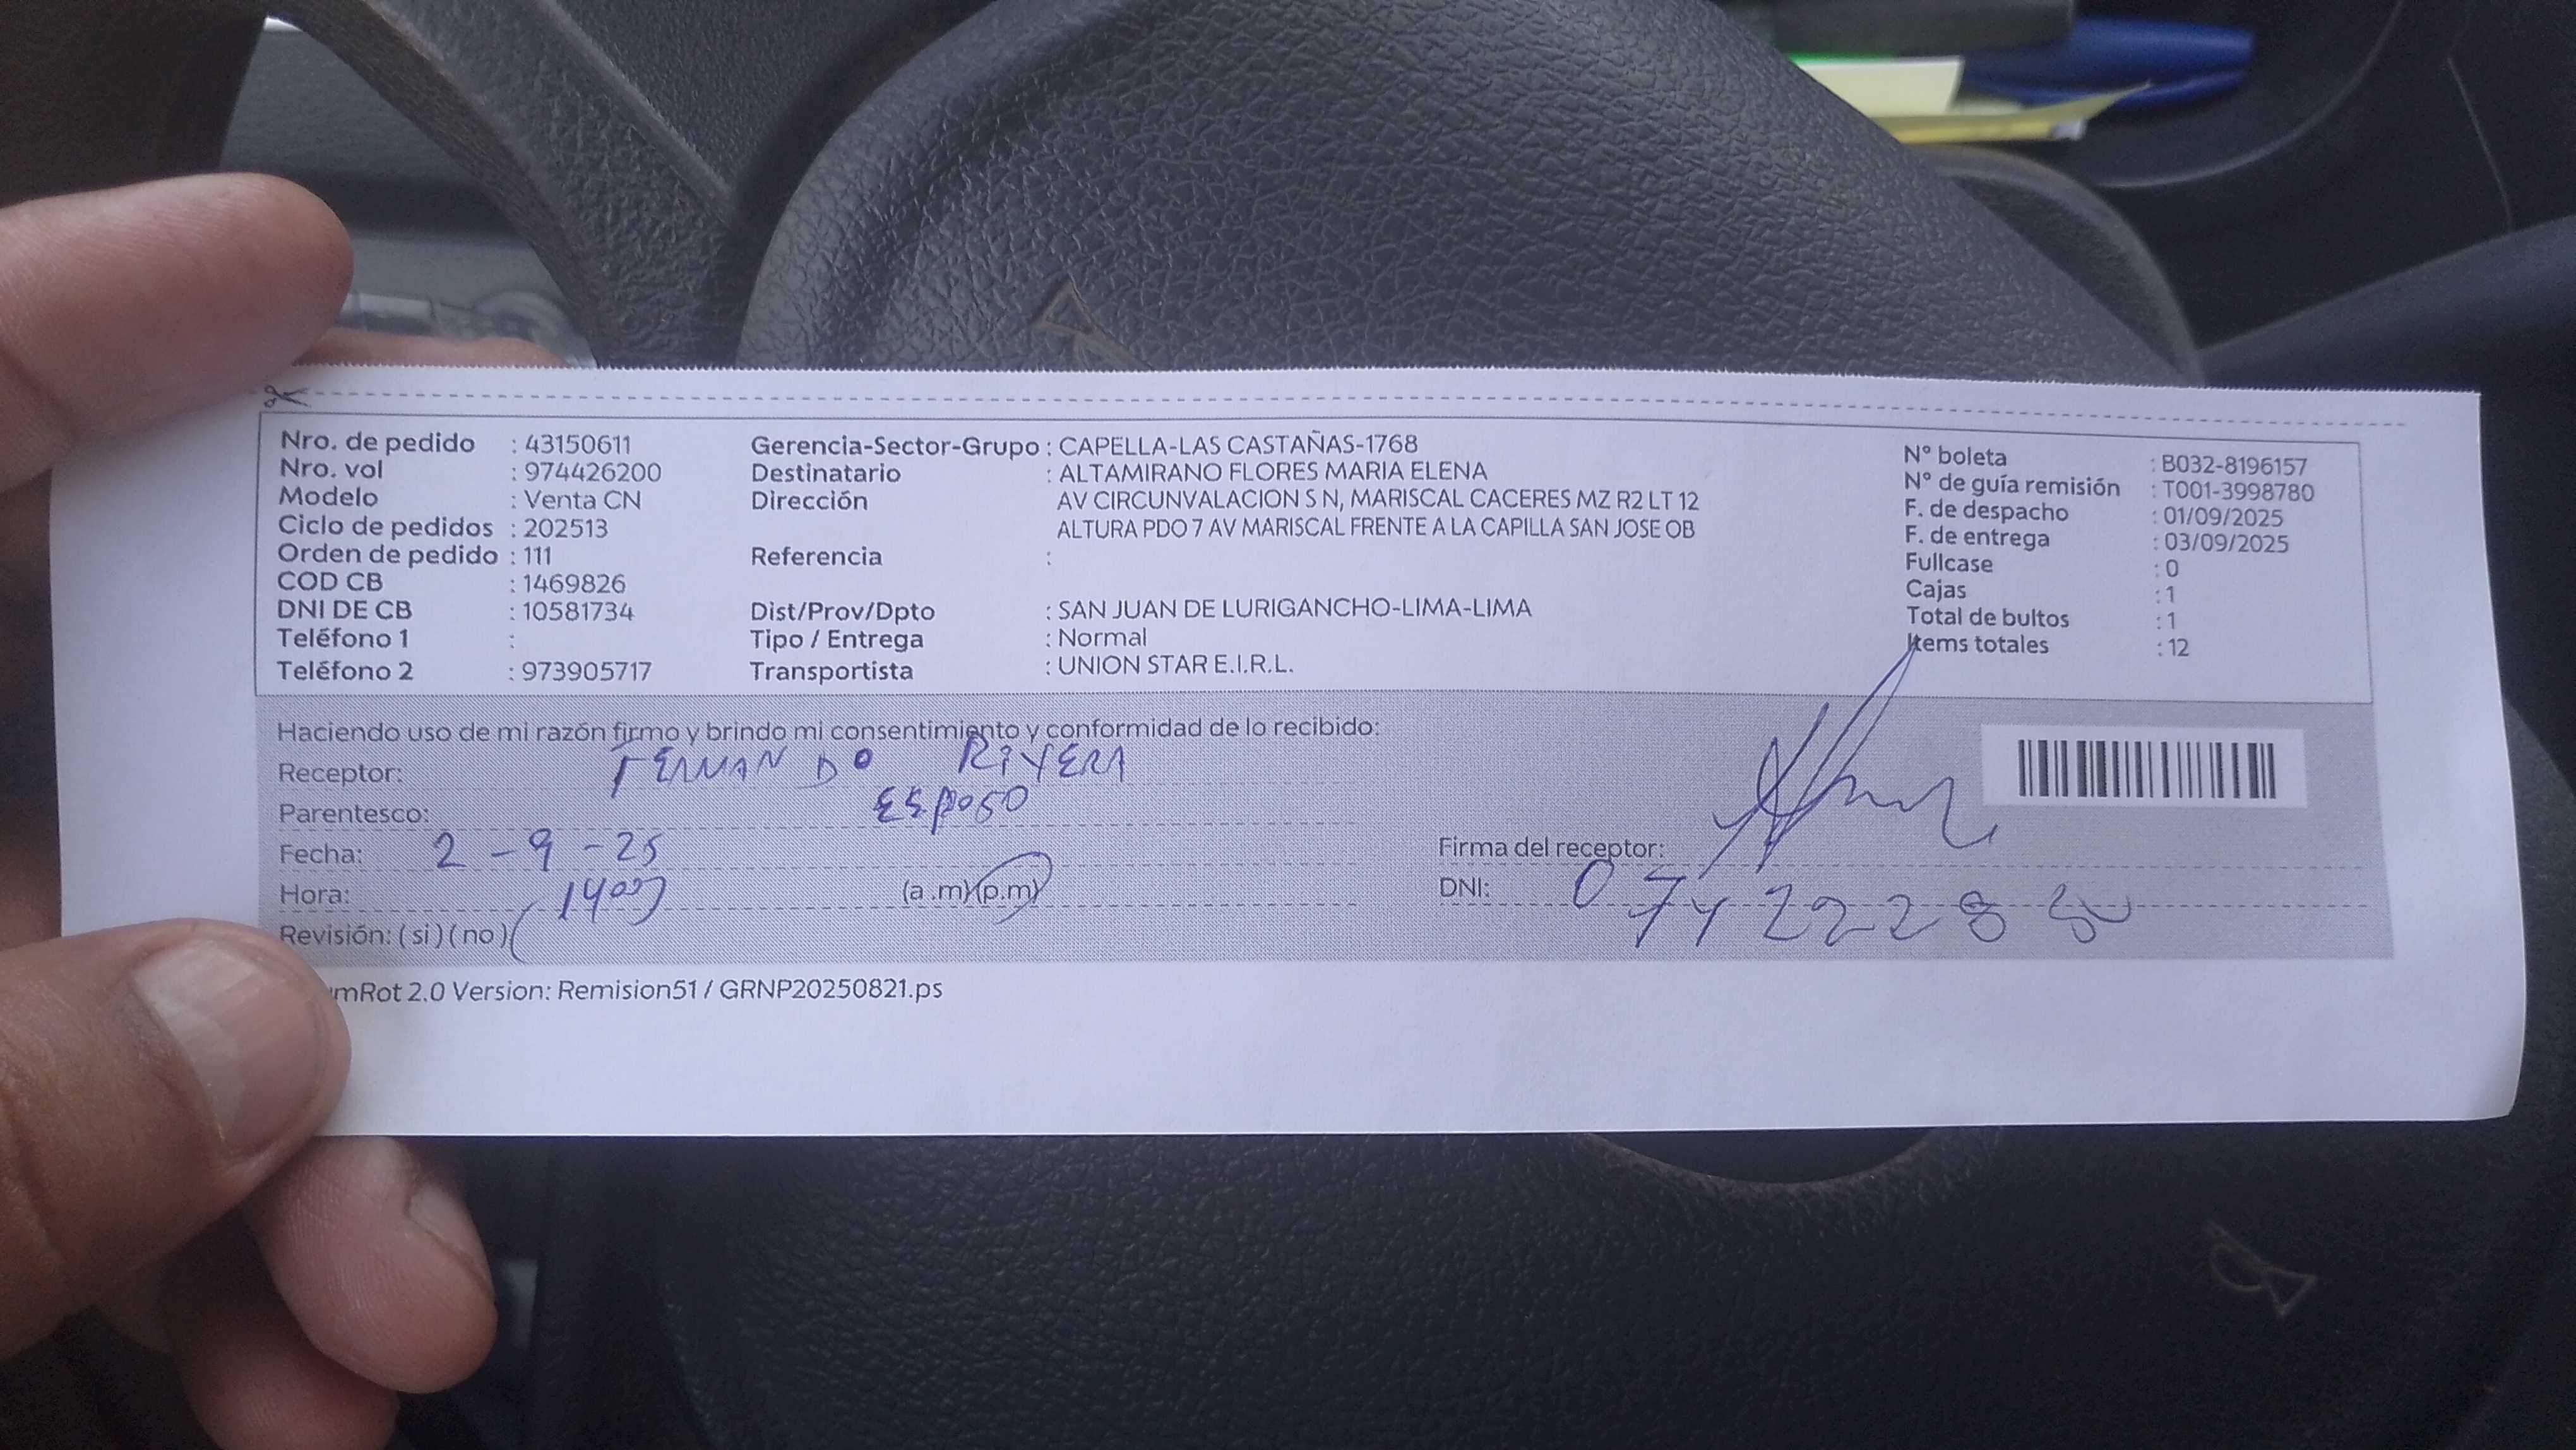 Nro. de pedido : 43150611
Nro. vol : 974426200
Modelo : Venta CN
Ciclo de pedidos : 202513
Orden de pedido : 111
COD CB : 1469826
DNI DE CB : 10581734
Teléfono 1 :
Teléfono 2 : 973905717
Gerencia-Sector-Grupo : CAPELLA-LAS CASTAÑAS-1768
Destinatario : ALTAMIRANO FLORES MARIA ELENA
Dirección AV CIRCUNVALACION S N, MARISCAL CACERES MZ R2 LT 12
ALTURA PDO 7 AV MARISCAL FRENTE A LA CAPILLA SAN JOSE OB
Referencia :
Dist/Prov/Dpto : SAN JUAN DE LURIGANCHO-LIMA-LIMA
Tipo / Entrega : Normal
Transportista : UNION STAR E.I.R.L.
N° boleta : B032-8196157
N° de guía remisión : T001-3998780
F. de despacho : 01/09/2025
F. de entrega : 03/09/2025
Fullcase : 0
Cajas : 1
Total de bultos : 1
Items totales : 12
Haciendo uso de mi razón firmo y brindo mi consentimiento y conformidad de lo recibido:
Receptor: FERNANDO RIVERA
Parentesco: ESPOSO
Fecha: 2-9-25
Hora: 1400 (a .m) (p.m)
Revisión: ( si ) ( no )
Firma del receptor:
DNI:
mRot 2.0 Version: Remision51 / GRNP20250821.ps